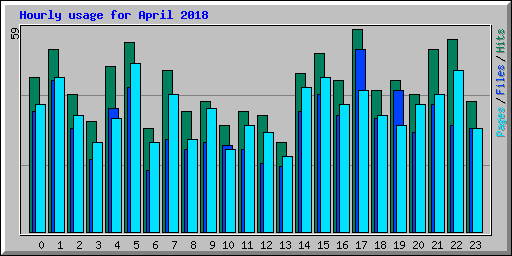 Hourly usage for April 2018
59
Pages / Files / Hits
0 1 2 3 4 5 6 7 8 9 10 11 12 13 14 15 16 17 18 19 20 21 22 23